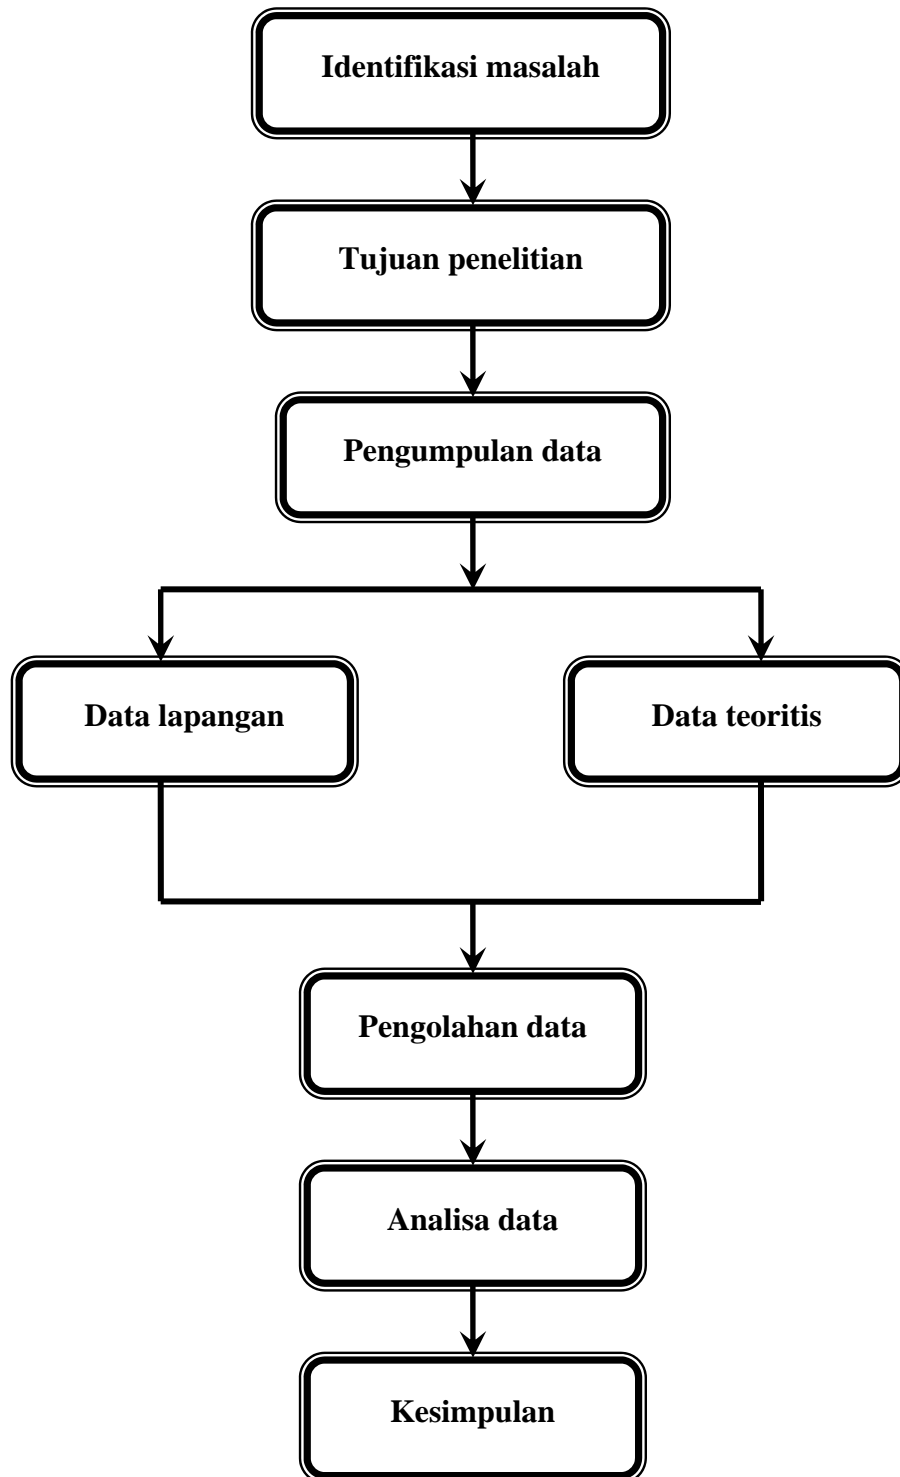 Identifikasi masalah
Tujuan penelitian
Pengumpulan data
Data lapangan
Data teoritis
Pengolahan data
Analisa data
Kesimpulan